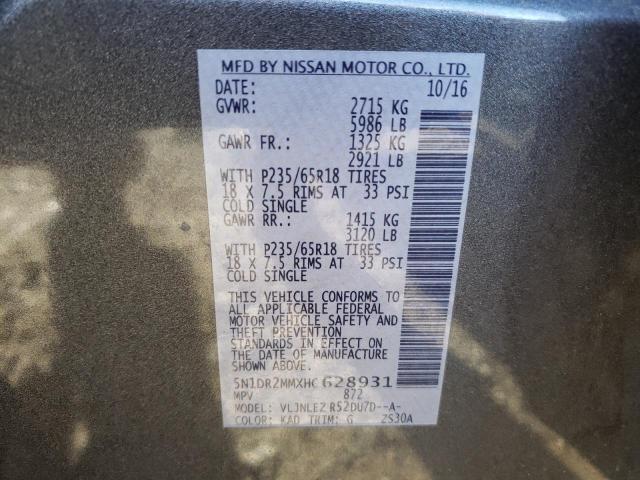 MFD BY NISSAN MOTOR CO., LTD.
DATE: 10/16
GVWR: 2715 KG
5986 LB
GAWR FR.: 1325 KG
2921 LB
WITH P235/65R18 TIRES
18 X 7.5 RIMS AT 33 PSI
COLD SINGLE
GAWR RR.: 1415 KG
3120 LB
WITH P235/65R18 TIRES
18 X 7.5 RIMS AT 33 PSI
COLD SINGLE
THIS VEHICLE CONFORMS TO
ALL APPLICABLE FEDERAL
MOTOR VEHICLE SAFETY AND
THEFT PREVENTION
STANDARDS IN EFFECT ON
THE DATE OF MANUFACTURE
SHOWN ABOVE.
5N1DR2MMXHC628931
MPV 872
MODEL: VLJNLEZ R52DU7D--A-
COLOR: KAD TRIM: G ZS30A